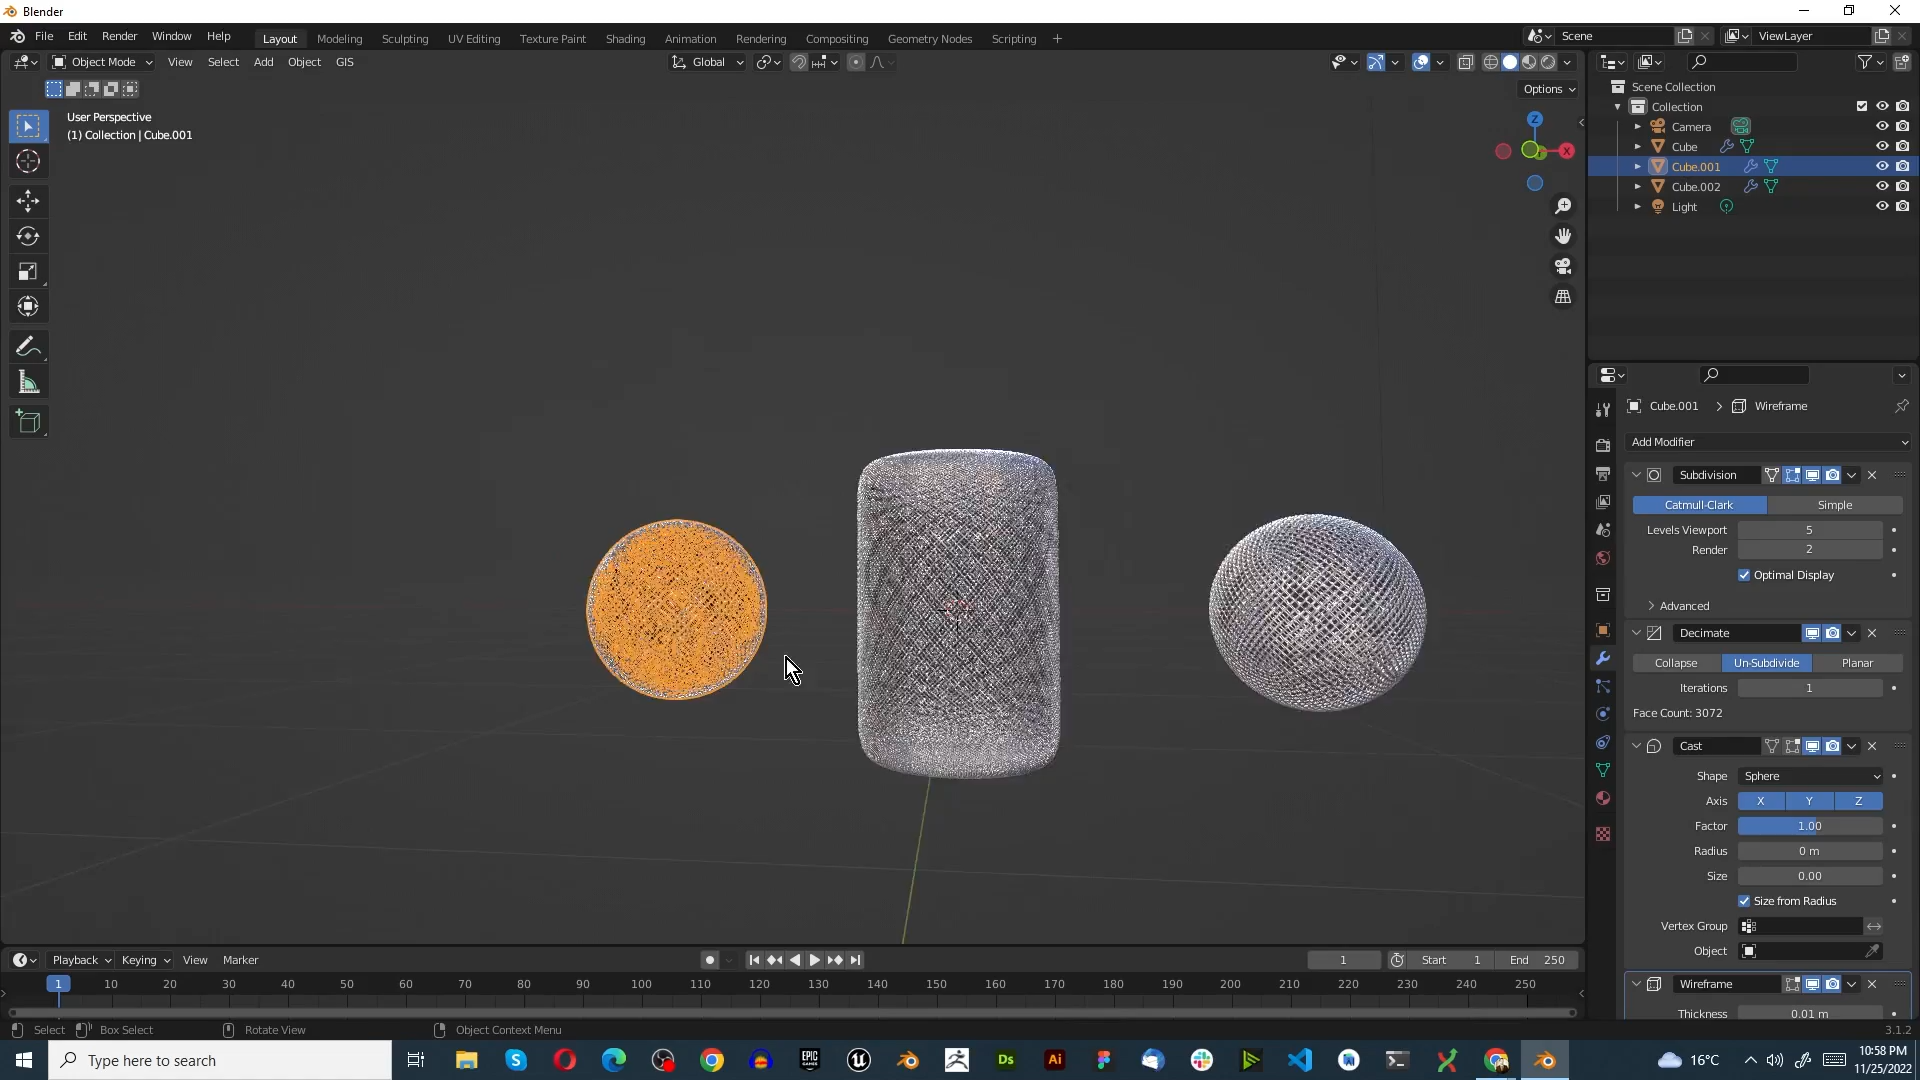 Blender
File Edit Render Window Help
Layout Modeling Sculpting UV Editing Texture Paint Shading Animation Rendering Compositing Geometry Nodes Scripting +
Scene
ViewLayer
Object Mode View Select Add Object GIS
Global
Options
User Perspective
(1) Collection | Cube.001
Z
X
Scene Collection
Collection
Camera
Cube
Cube.001
Cube.002
Light
Cube.001 > Wireframe
Add Modifier
Subdivision
Catmull-Clark Simple
Levels Viewport 5
Render 2
Optimal Display
Advanced
Decimate
Collapse Un-Subdivide Planar
Iterations 1
Face Count: 3072
Cast
Shape Sphere
Axis X Y Z
Factor 1.00
Radius 0 m
Size 0.00
Size from Radius
Vertex Group
Object
Wireframe
Thickness 0.01 m
Playback Keying View Marker
1 Start 1 End 250
1 10 20 30 40 50 60 70 80 90 100 110 120 130 140 150 160 170 180 190 200 210 220 230 240 250
Select Box Select Rotate View Object Context Menu
3.1.2
Type here to search
EPIC GAMES
Ds
Ai
16°C
10:58 PM
11/25/2022